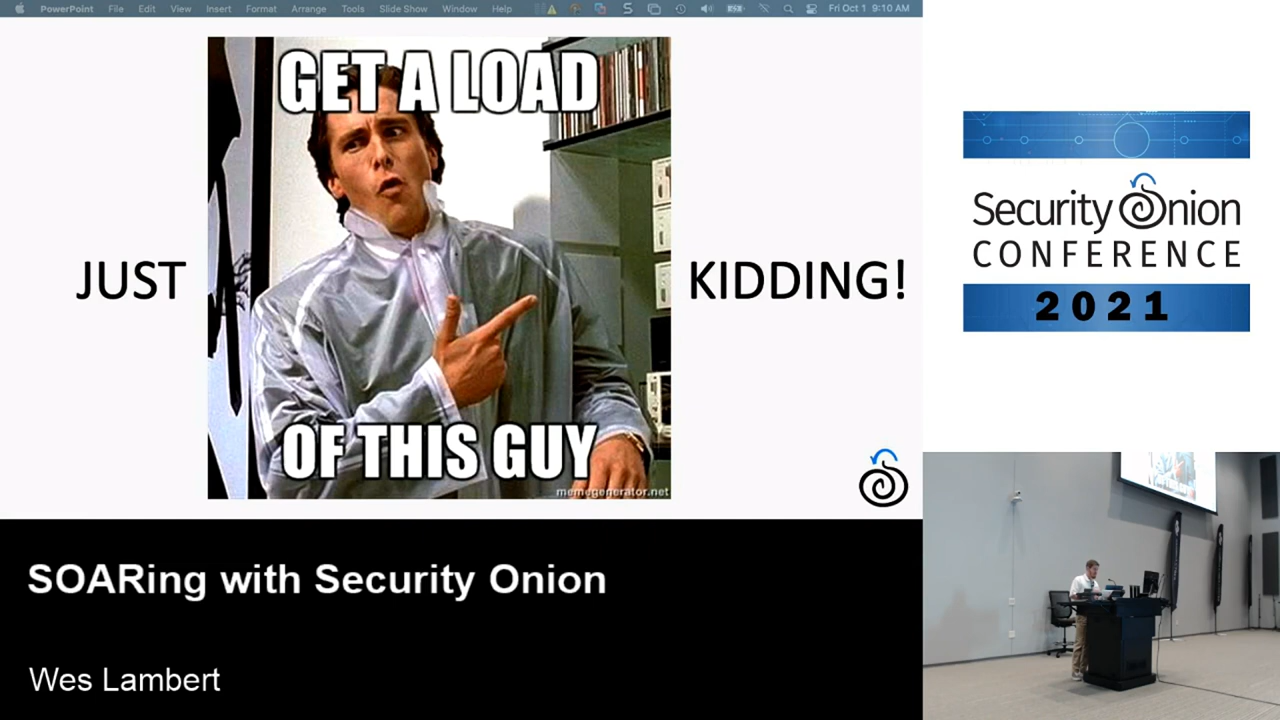 PowerPoint File Edit View Insert Format Arrange Tools Slide Show Window Help Fri Oct 1 9:10 AM
GET A LOAD
JUST
KIDDING!
OF THIS GUY
memegenerator.net
Security Onion
CONFERENCE
2021
SOARing with Security Onion
Wes Lambert